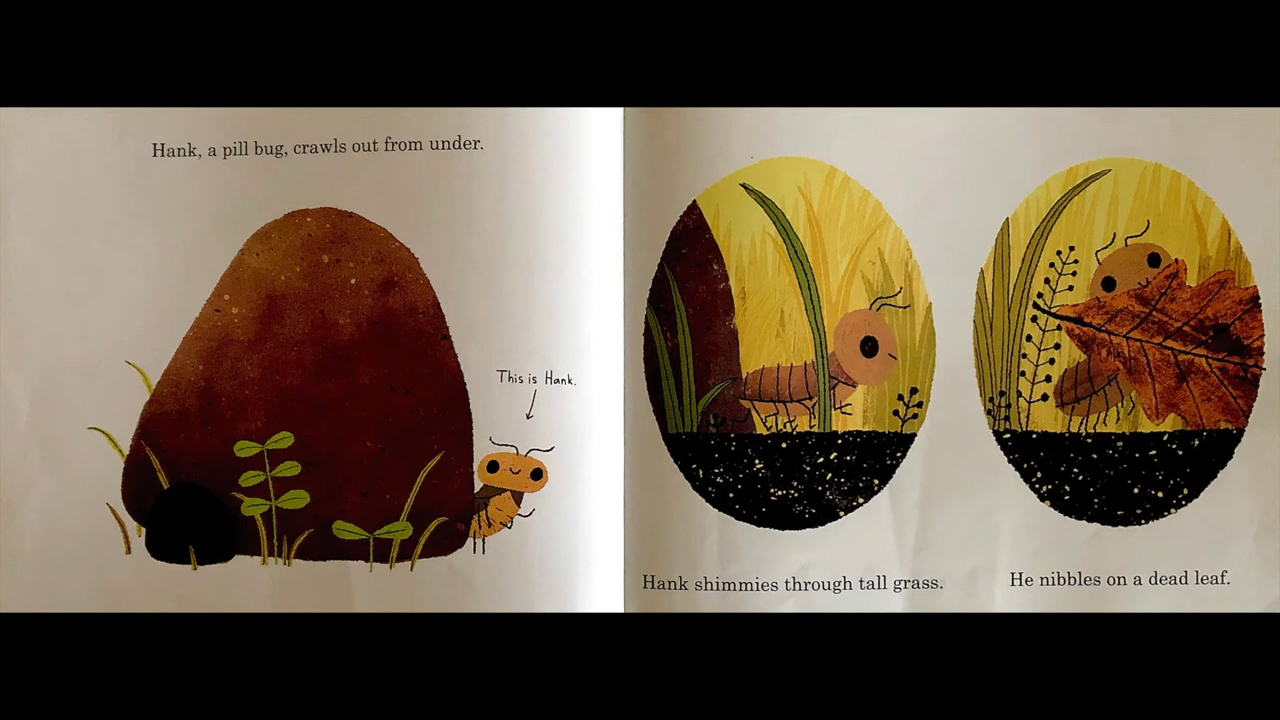 Hank, a pill bug, crawls out from under.
This is Hank.
Hank shimmies through tall grass.
He nibbles on a dead leaf.